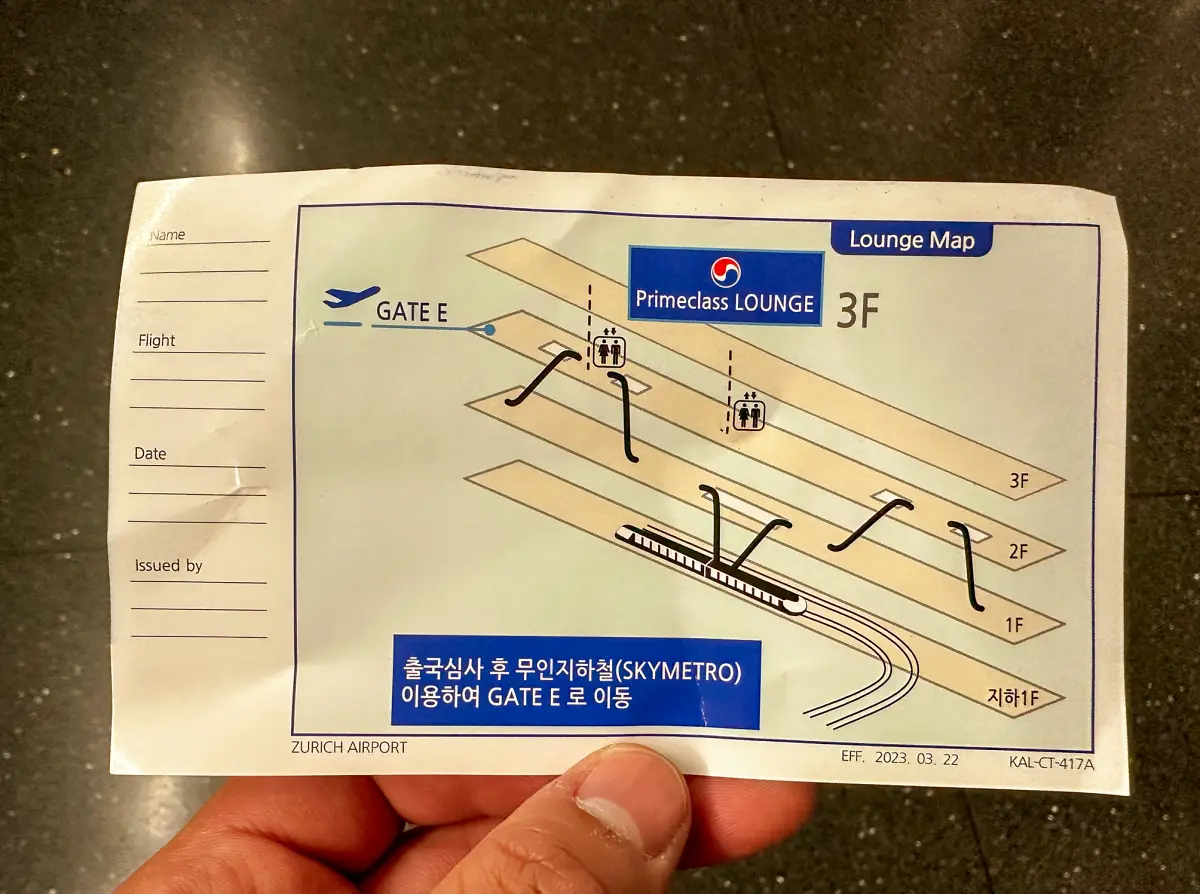 Name
Flight
Date
Issued by
Lounge Map
Primeclass LOUNGE
3F
GATE E
3F
2F
1F
지하1F
출국심사 후 무인지하철(SKYMETRO)
이용하여 GATE E 로 이동
ZURICH AIRPORT
EFF. 2023. 03. 22
KAL-CT-417A